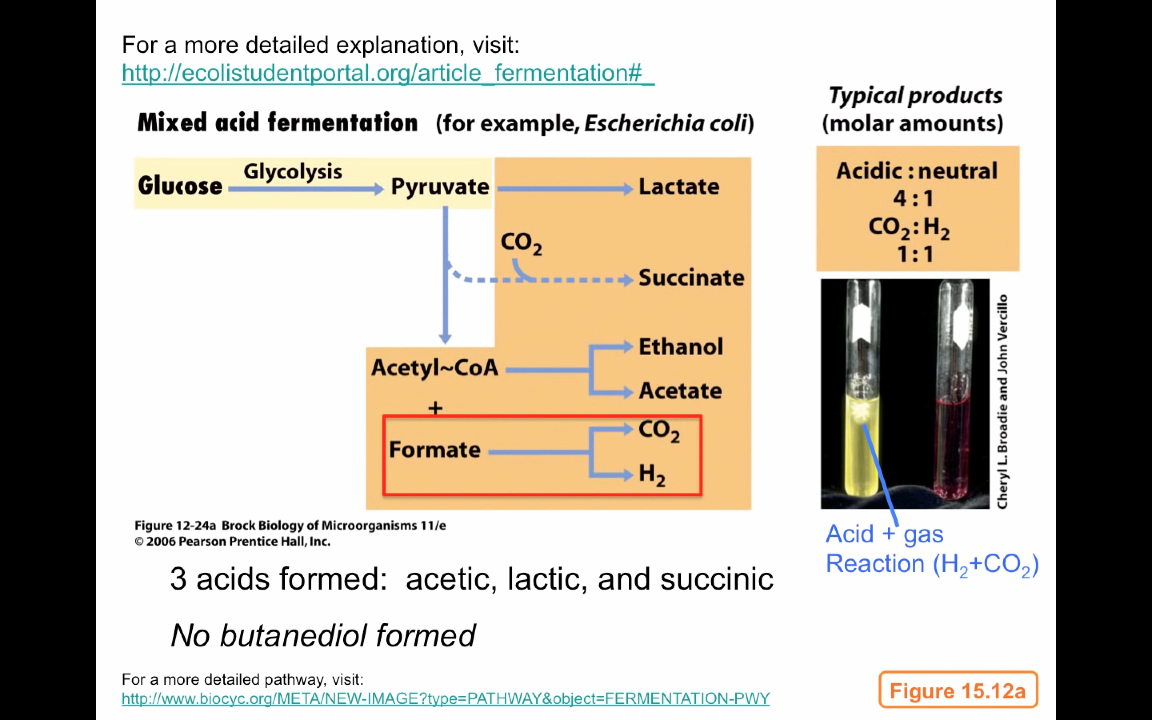 For a more detailed explanation, visit:
http://ecolistudentportal.org/article_fermentation#_
Mixed acid fermentation (for example, Escherichia coli)
Typical products
(molar amounts)
Glucose
Glycolysis
Pyruvate
Lactate
CO₂
Succinate
Acetyl~CoA
Ethanol
Acetate
+
Formate
CO₂
H₂
Acidic : neutral
4 : 1
CO₂ : H₂
1 : 1
Cheryl L. Broadie and John Vercillo
Acid + gas
Reaction (H₂+CO₂)
Figure 12-24a Brock Biology of Microorganisms 11/e
© 2006 Pearson Prentice Hall, Inc.
3 acids formed: acetic, lactic, and succinic
No butanediol formed
For a more detailed pathway, visit:
http://www.biocyc.org/META/NEW-IMAGE?type=PATHWAY&object=FERMENTATION-PWY
Figure 15.12a